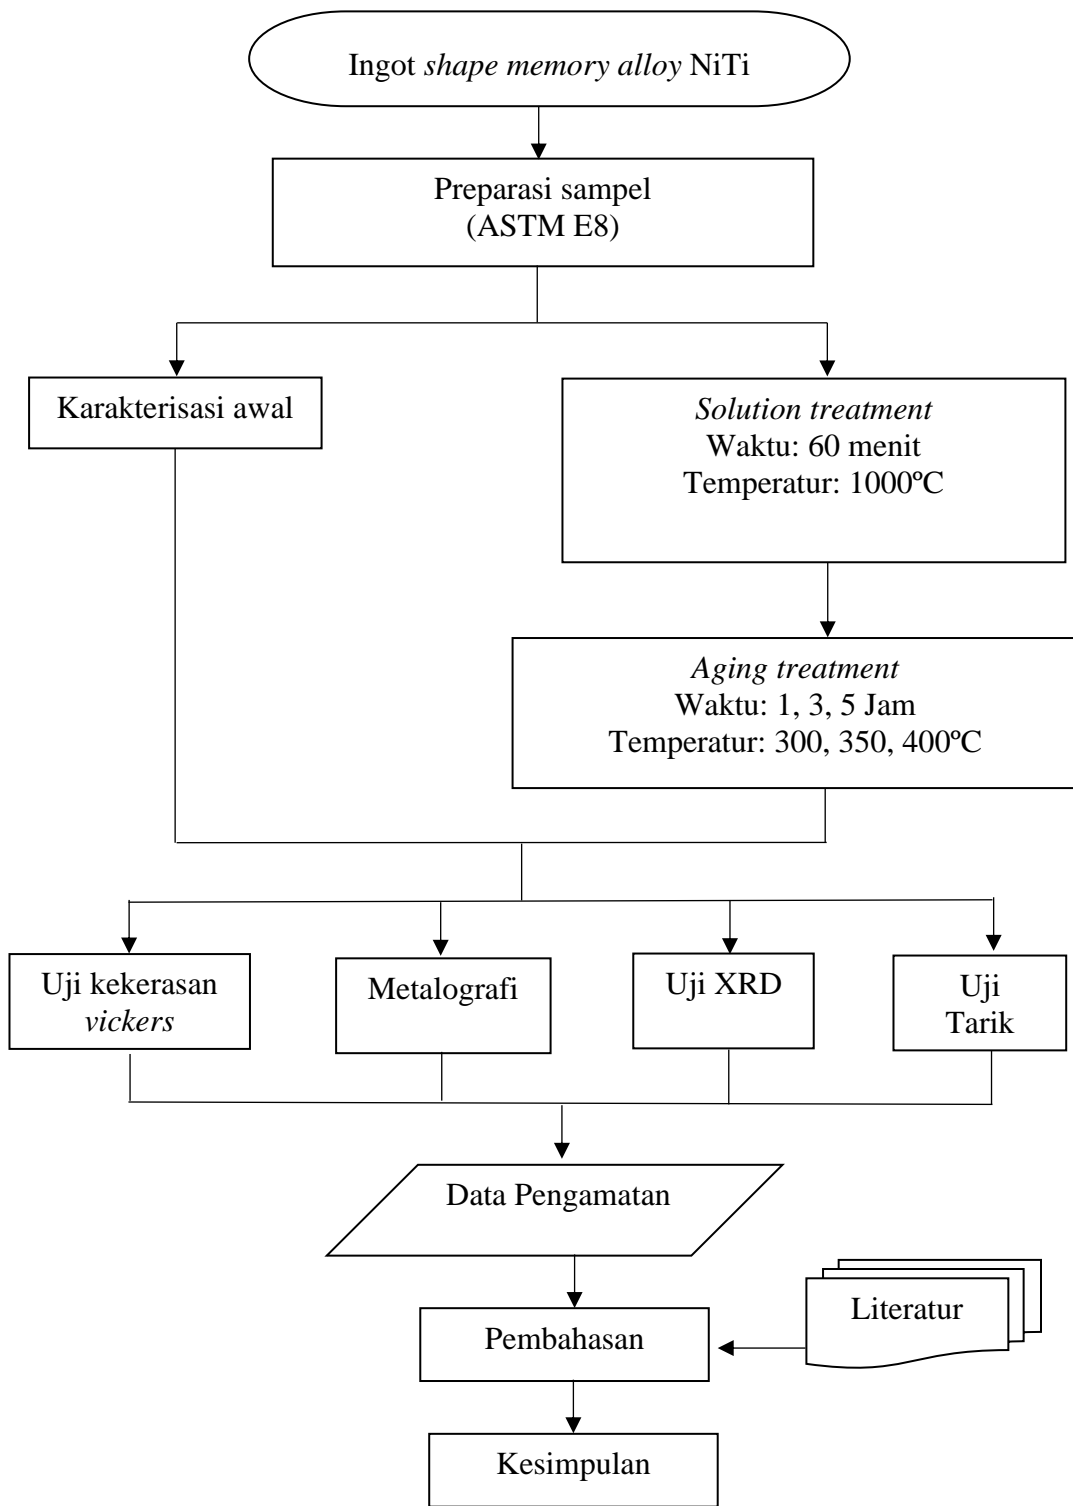 Ingot shape memory alloy NiTi
Preparasi sampel
(ASTM E8)
Karakterisasi awal
Solution treatment
Waktu: 60 menit
Temperatur: 1000ºC
Aging treatment
Waktu: 1, 3, 5 Jam
Temperatur: 300, 350, 400ºC
Uji kekerasan
vickers
Metalografi
Uji XRD
Uji
Tarik
Data Pengamatan
Literatur
Pembahasan
Kesimpulan